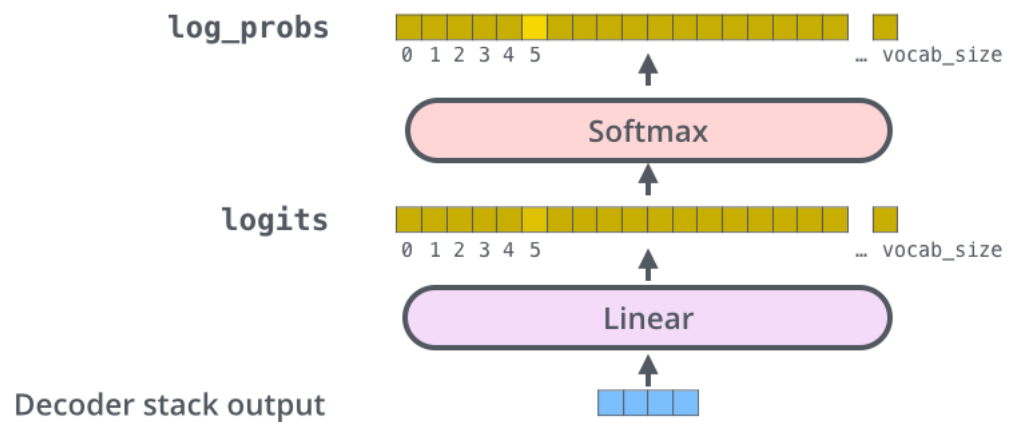 log_probs
0 1 2 3 4 5 … vocab_size
Softmax
logits
0 1 2 3 4 5 … vocab_size
Linear
Decoder stack output